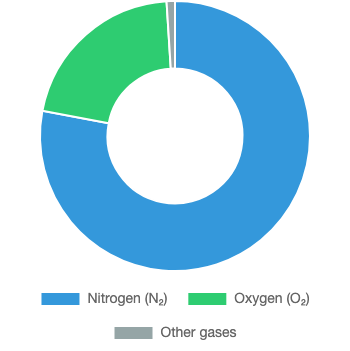 Nitrogen (N₂) Oxygen (O₂)
Other gases